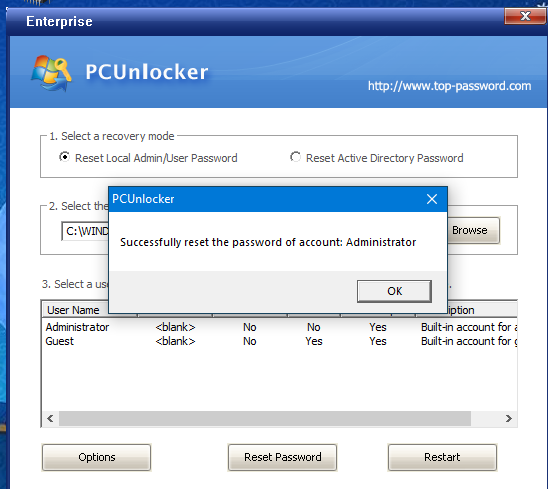 Enterprise
PCUnlocker
http://www.top-password.com
1. Select a recovery mode
Reset Local Admin/User Password
Reset Active Directory Password
2. Select the
C:\WIND
Browse
PCUnlocker
Successfully reset the password of account: Administrator
OK
3. Select a use
User Name
iption
Administrator <blank> No No Yes Built-in account for a
Guest <blank> No Yes Yes Built-in account for g
Options
Reset Password
Restart